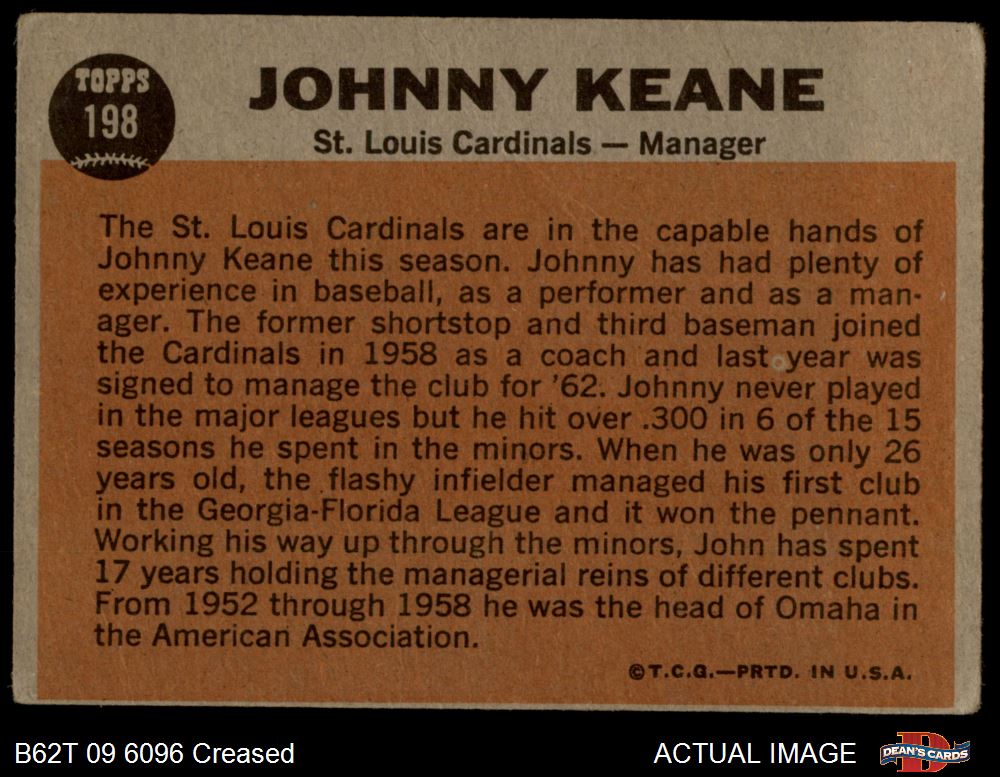 TOPPS
198
JOHNNY KEANE
St. Louis Cardinals — Manager
The St. Louis Cardinals are in the capable hands of
Johnny Keane this season. Johnny has had plenty of
experience in baseball, as a performer and as a man-
ager. The former shortstop and third baseman joined
the Cardinals in 1958 as a coach and last year was
signed to manage the club for '62. Johnny never played
in the major leagues but he hit over .300 in 6 of the 15
seasons he spent in the minors. When he was only 26
years old, the flashy infielder managed his first club
in the Georgia-Florida League and it won the pennant.
Working his way up through the minors, John has spent
17 years holding the managerial reins of different clubs.
From 1952 through 1958 he was the head of Omaha in
the American Association.
©T.C.G.—PRTD. IN U.S.A.
B62T 09 6096 Creased
ACTUAL IMAGE
DEAN'S CARDS